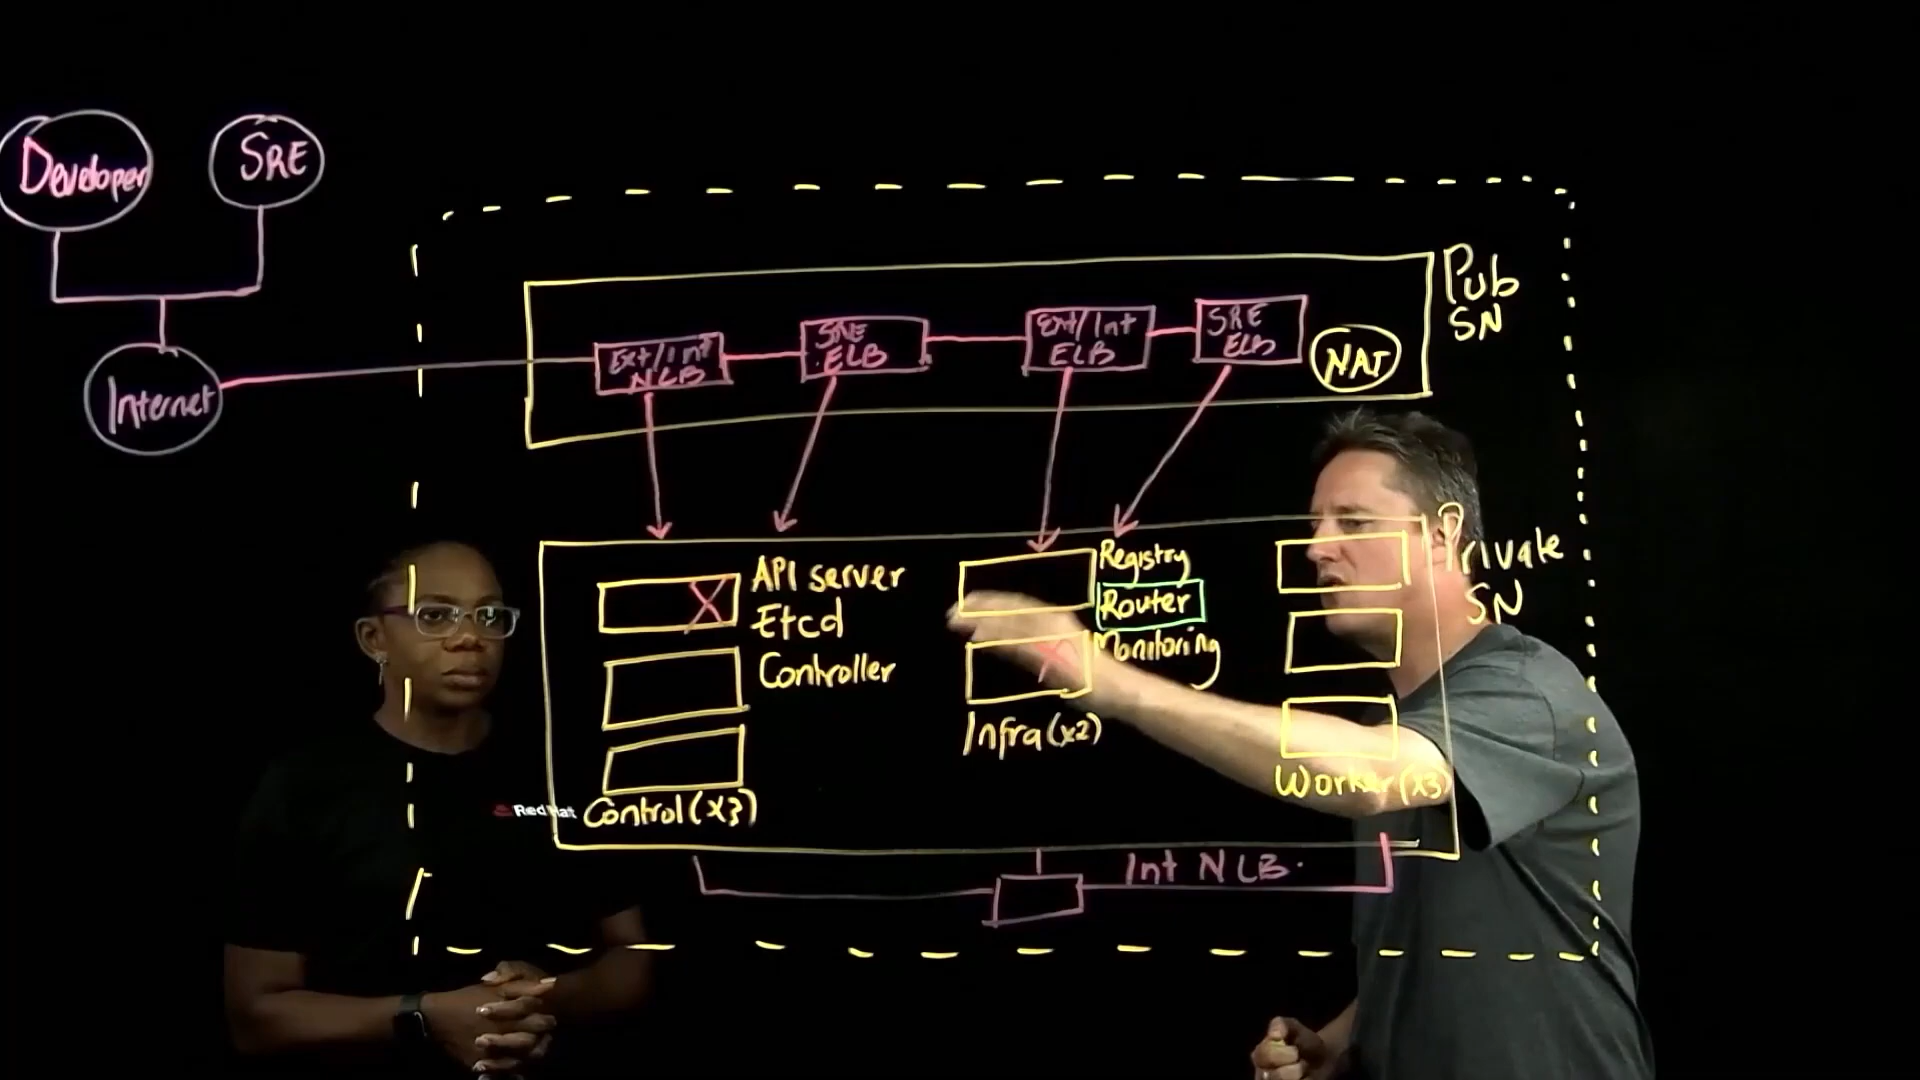 Developer
SRE
Internet
Pub
SN
Ext/Int
NLB
SRE
ELB
Ext/Int
ELB
SRE
ELB
NAT
Private
SN
API server
Etcd
Controller
Control(x3)
X
Registry
Router
Monitoring
X
Infra(x2)
Worker(x3)
Int NLB.
Red Hat